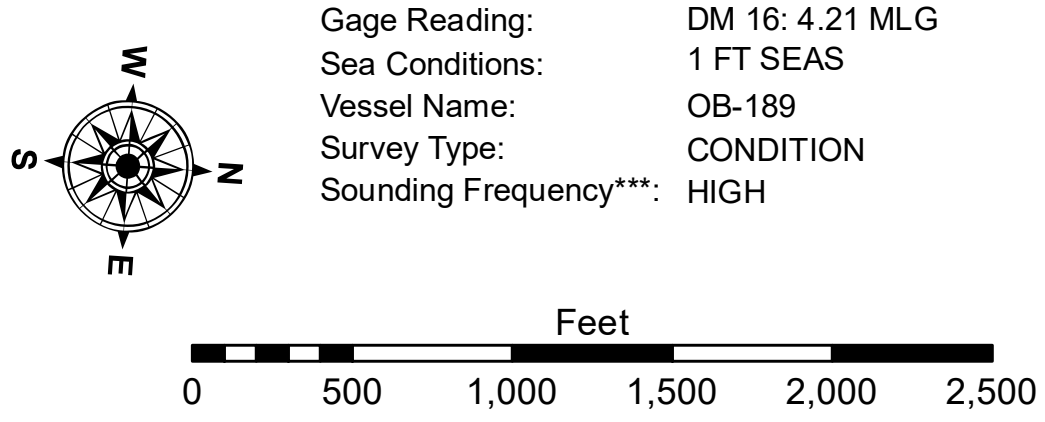 Gage Reading: DM 16: 4.21 MLG
Sea Conditions: 1 FT SEAS
Vessel Name: OB-189
Survey Type: CONDITION
Sounding Frequency***: HIGH
W
S
N
E
Feet
0 500 1,000 1,500 2,000 2,500